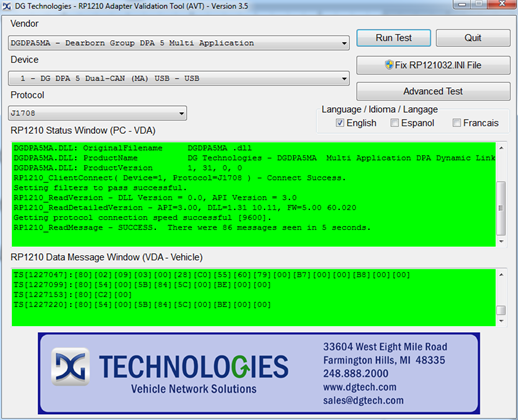 DG Technologies - RP1210 Adapter Validation Tool (AVT) - Version 3.5
Vendor
DGDPA5MA - Dearborn Group DPA 5 Multi Application
Run Test
Quit
Device
1 - DG DPA 5 Dual-CAN (MA) USB - USB
Fix RP121032.INI File
Advanced Test
Protocol
J1708
Language / Idioma / Langage
English
Espanol
Francais
RP1210 Status Window (PC - VDA)
DGDPA5MA.DLL: OriginalFilename DGDPA5MA .dll
DGDPA5MA.DLL: ProductName DG Technologies - DGDPA5MA Multi Application DPA Dynamic Link
DGDPA5MA.DLL: ProductVersion 1, 31, 0, 0
RP1210_ClientConnect( Device=1, Protocol=J1708 ) - Connect Success.
Setting filters to pass successful.
RP1210_ReadVersion - DLL Version = 0.0, API Version = 3.0
RP1210_ReadDetailedVersion - API=3.00, DLL=1.31 10.11, FW=5.00 60.020
Getting protocol connection speed successful [9600].
RP1210_ReadMessage - SUCCESS. There were 86 messages seen in 5 seconds.
RP1210 Data Message Window (VDA - Vehicle)
TS[1227047]:[80][02][09][03][00][28][C0][55][60][79][00][B7][00][00][B8][00][00]
TS[1227099]:[80][54][00][5B][84][5C][00][BE][00][00]
TS[1227153]:[80][C2][00]
TS[1227220]:[80][54][00][5B][84][5C][00][BE][00][00]
DG TECHNOLOGIES
Vehicle Network Solutions
33604 West Eight Mile Road
Farmington Hills, MI 48335
248.888.2000
www.dgtech.com
sales@dgtech.com